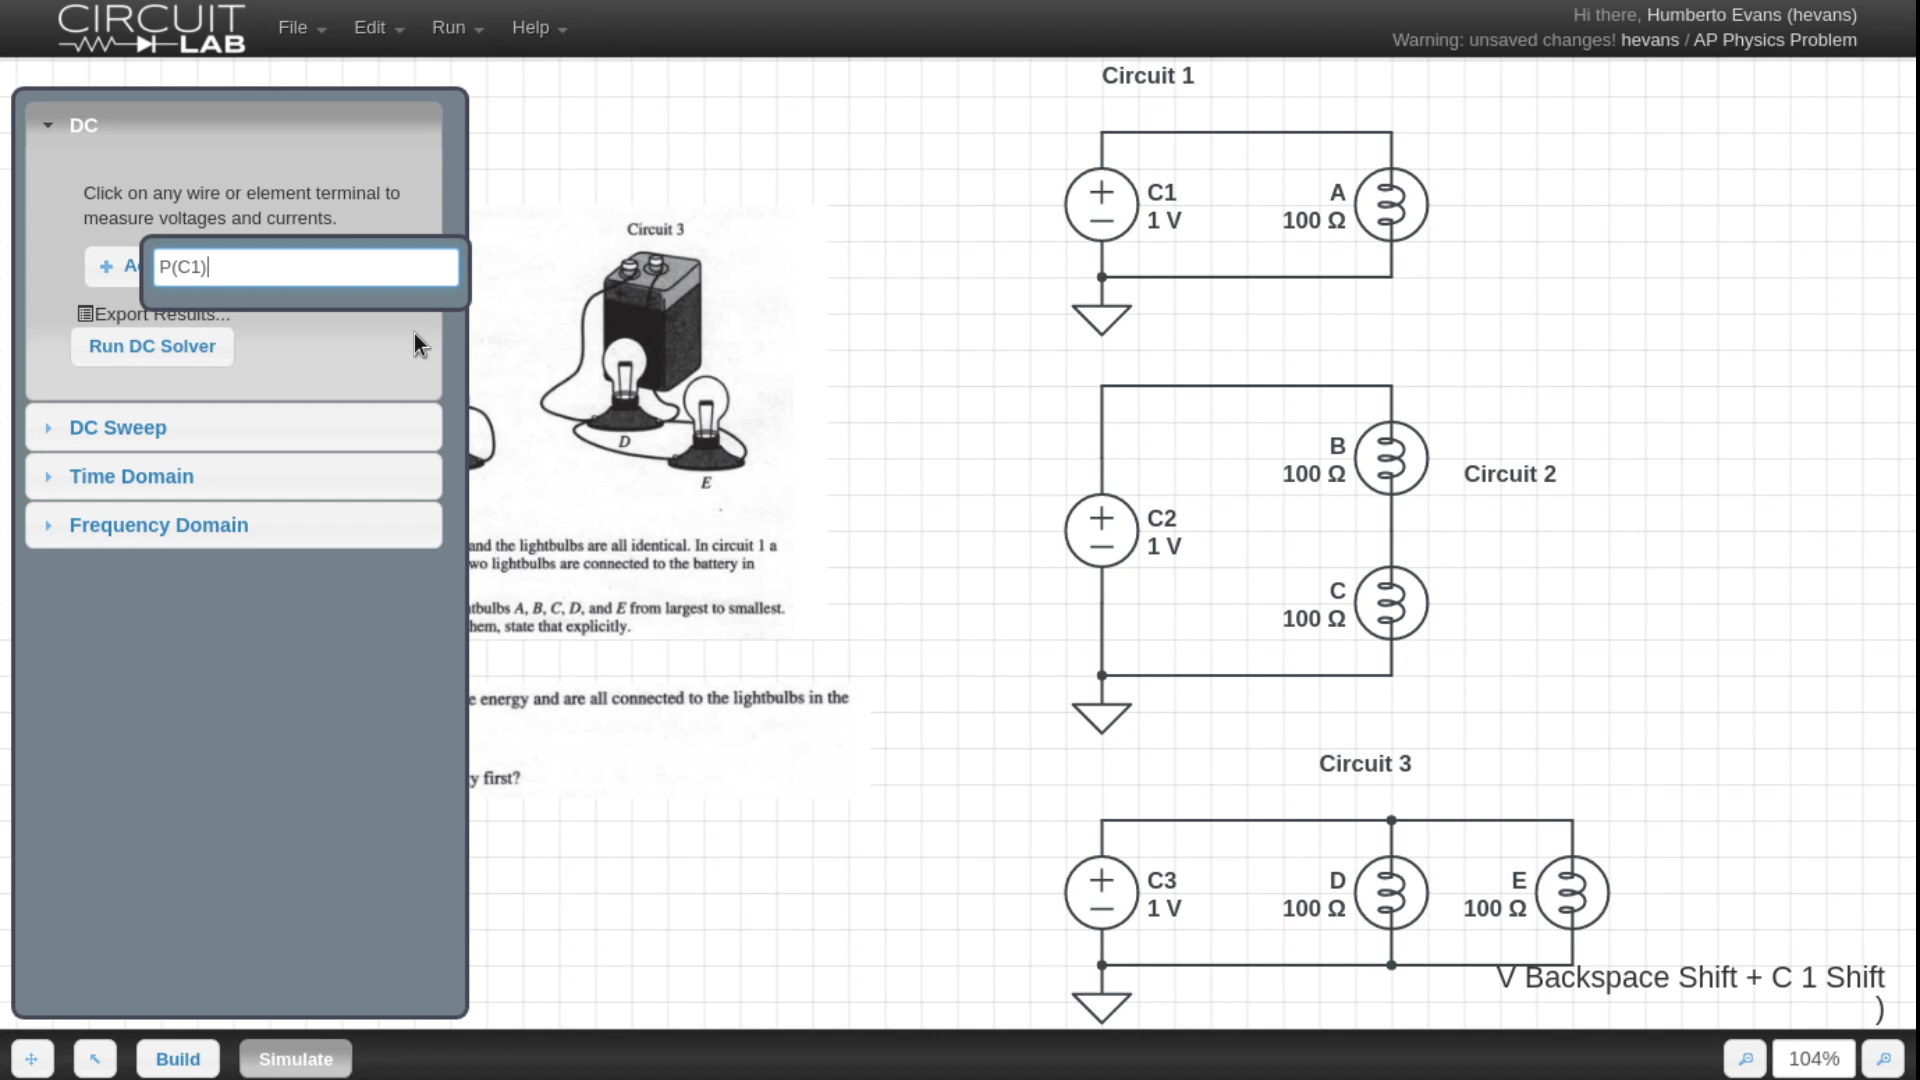 CIRCUIT
LAB
File
Edit
Run
Help
Hi there, Humberto Evans (hevans)
Warning: unsaved changes! hevans / AP Physics Problem
DC
Click on any wire or element terminal to
measure voltages and currents.
P(C1)
Export Results...
Run DC Solver
DC Sweep
Time Domain
Frequency Domain
Circuit 3
D
E
and the lightbulbs are all identical. In circuit 1 a
wo lightbulbs are connected to the battery in
tbulbs A, B, C, D, and E from largest to smallest.
hem, state that explicitly.
e energy and are all connected to the lightbulbs in the
y first?
Circuit 1
C1
1 V
A
100 Ω
B
100 Ω
Circuit 2
C2
1 V
C
100 Ω
Circuit 3
C3
1 V
D
100 Ω
E
100 Ω
V Backspace Shift + C 1 Shift
)
Build
Simulate
104%